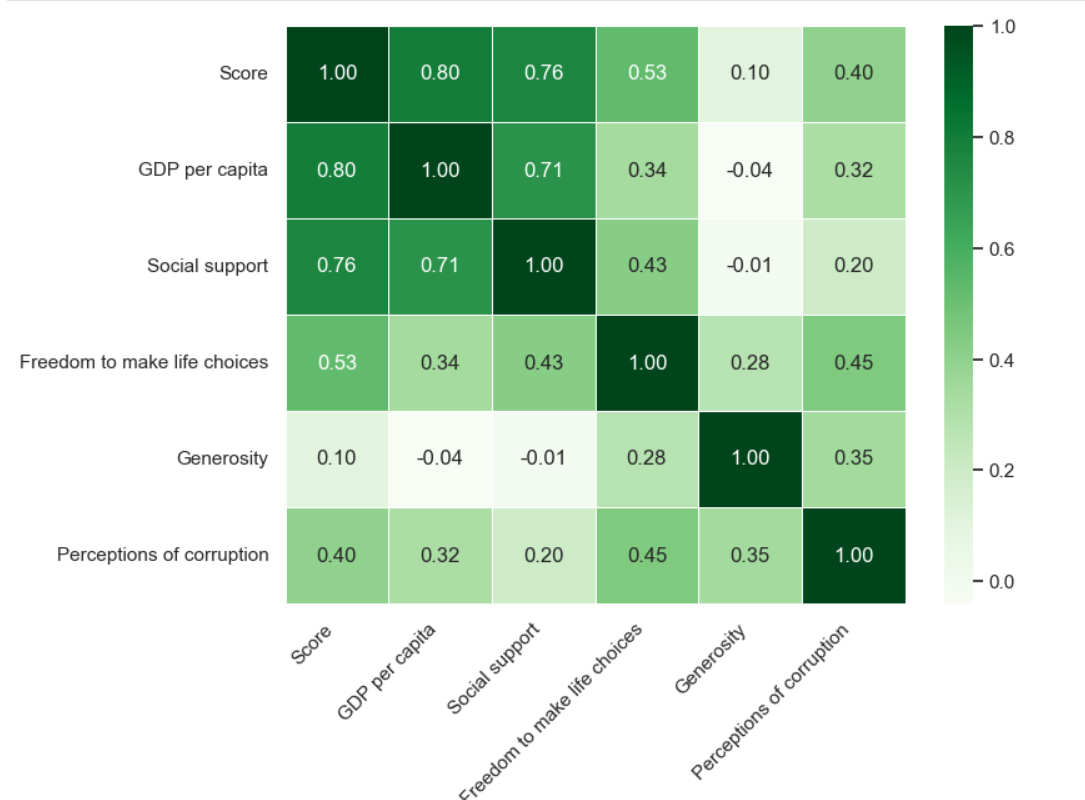 1.0
Score 1.00 0.80 0.76 0.53 0.10 0.40
0.8
GDP per capita 0.80 1.00 0.71 0.34 -0.04 0.32
0.6
Social support 0.76 0.71 1.00 0.43 -0.01 0.20
Freedom to make life choices 0.53 0.34 0.43 1.00 0.28 0.45
0.4
Generosity 0.10 -0.04 -0.01 0.28 1.00 0.35
0.2
Perceptions of corruption 0.40 0.32 0.20 0.45 0.35 1.00
0.0
Score
GDP per capita
Social support
Freedom to make life choices
Generosity
Perceptions of corruption